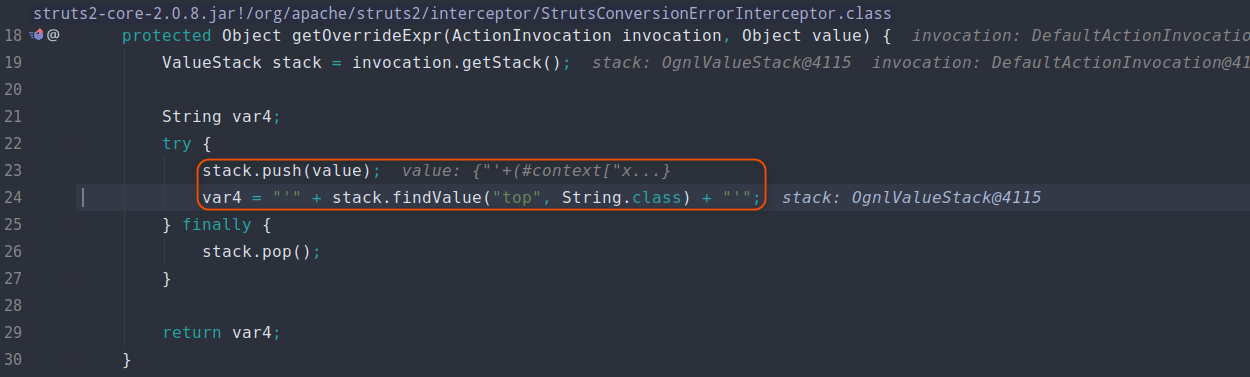 struts2-core-2.0.8.jar!/org/apache/struts2/interceptor/StrutsConversionErrorInterceptor.class
18 @ protected Object getOverrideExpr(ActionInvocation invocation, Object value) { invocation: DefaultActionInvocatio
19 ValueStack stack = invocation.getStack(); stack: OgnlValueStack@4115 invocation: DefaultActionInvocation@41
20
21 String var4;
22 try {
23 stack.push(value); value: {"'+(#context["x...}
24 var4 = "'" + stack.findValue("top", String.class) + "'"; stack: OgnlValueStack@4115
25 } finally {
26 stack.pop();
27 }
28
29 return var4;
30 }